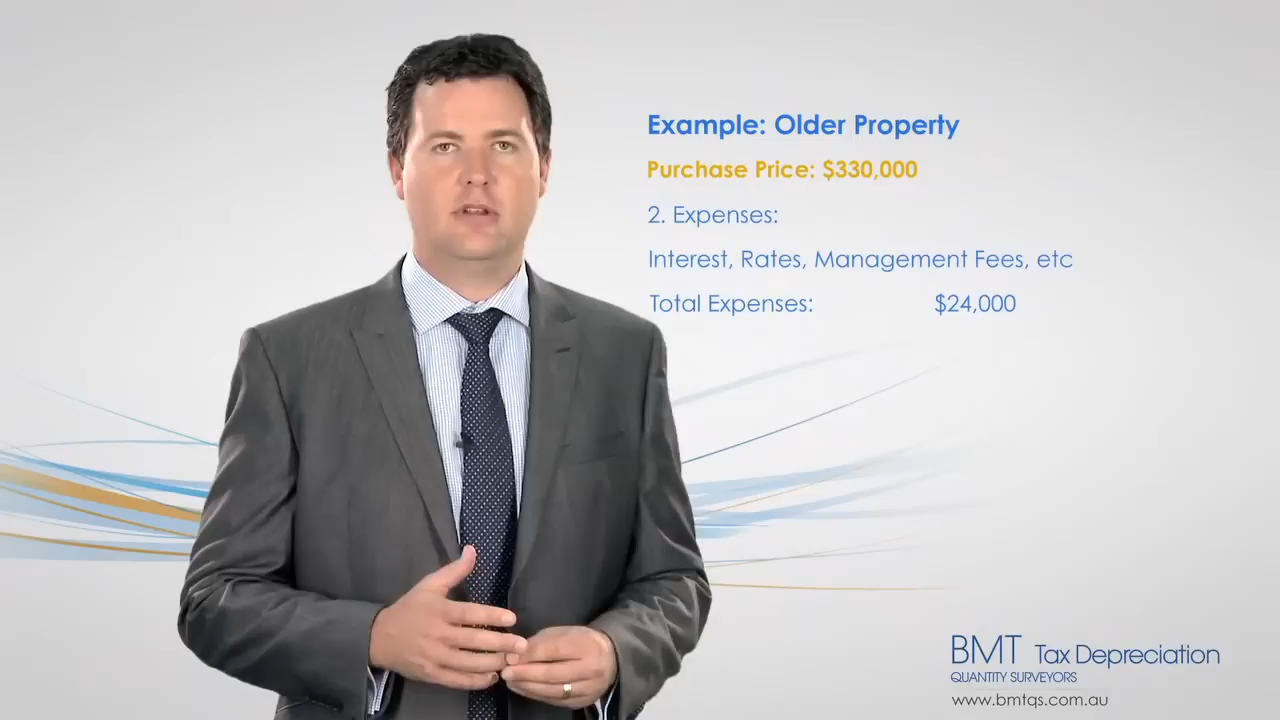 Example: Older Property
Purchase Price: $330,000
2. Expenses:
Interest, Rates, Management Fees, etc
Total Expenses: $24,000
BMT Tax Depreciation
QUANTITY SURVEYORS
www.bmtqs.com.au